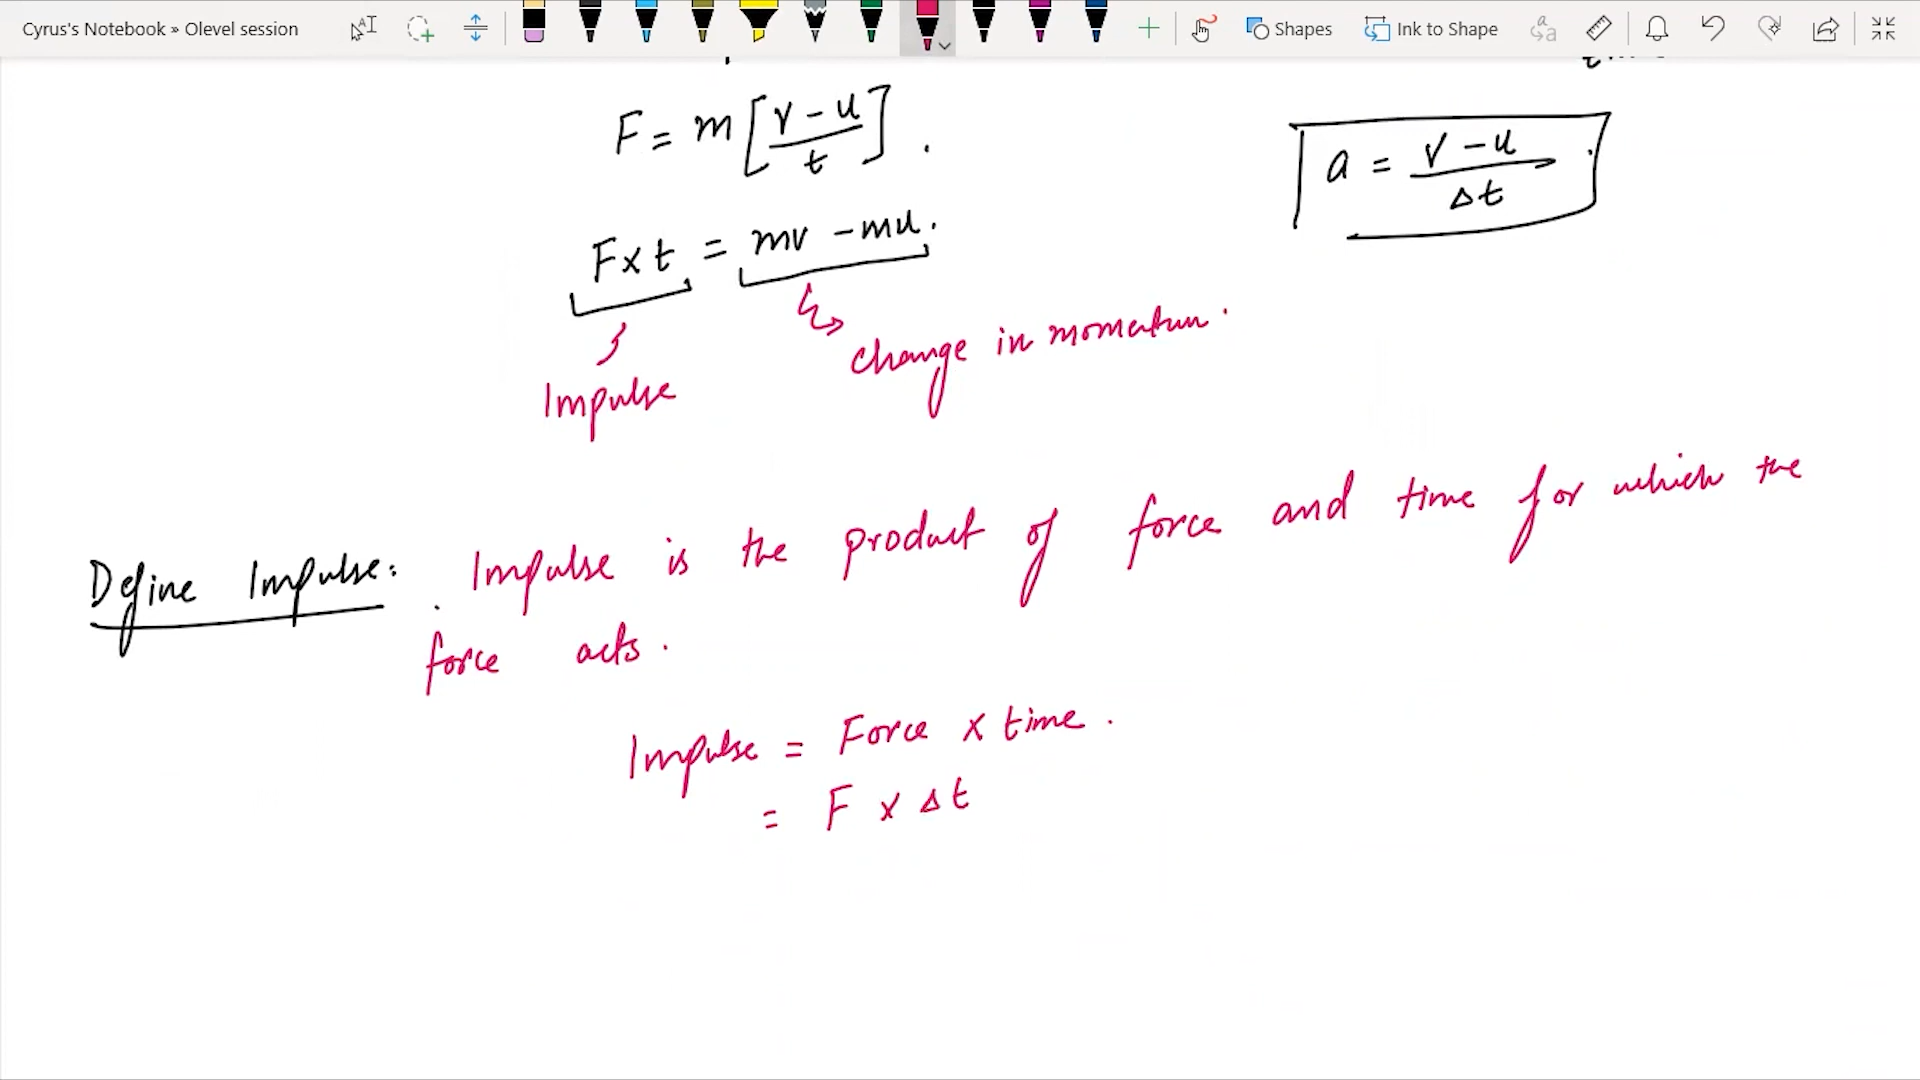 Cyrus's Notebook » Olevel session
Shapes
Ink to Shape
F = m [v - u / t] .
a = v - u / Δt
F x t = mv - mu.
Impulse
change in momentum.
Define Impulse: Impulse is the product of force and time for which the
force acts.
Impulse = Force x time.
= F x Δt